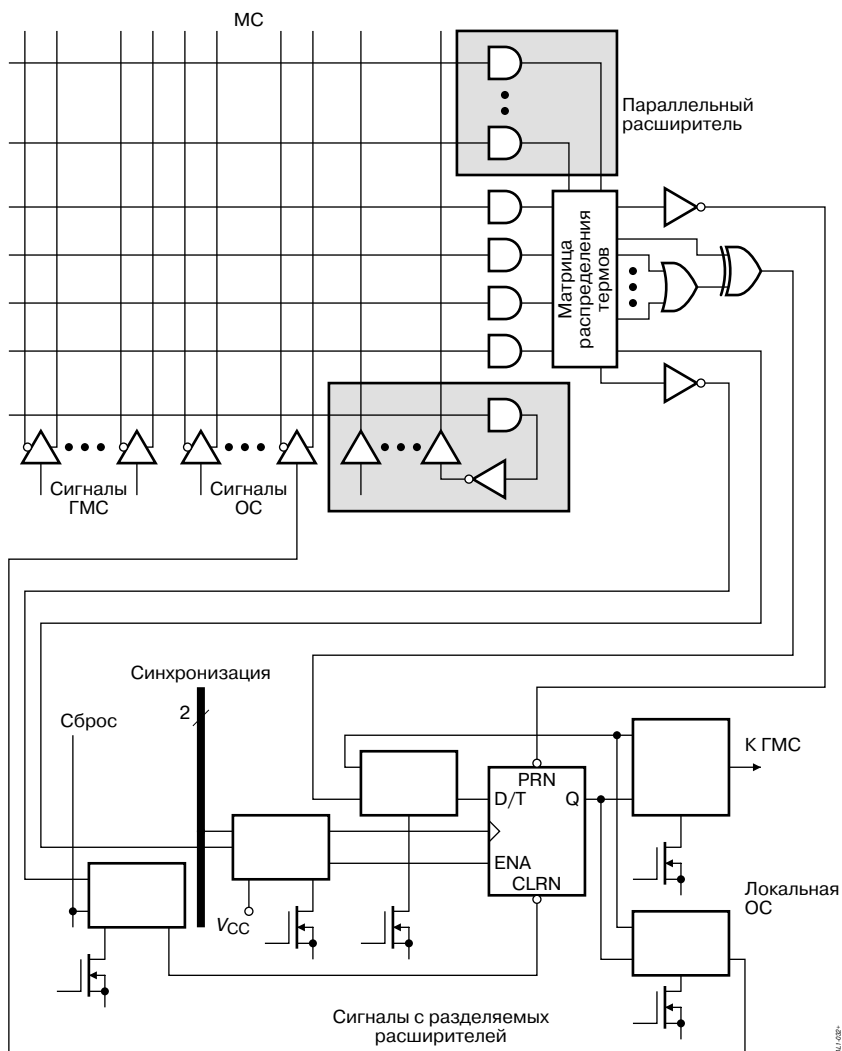 МС
Параллельный
расширитель
Матрица
распределения
термов
Сигналы
ГМС
Сигналы
ОС
Синхронизация
2
Сброс
К ГМС
PRN
D/T
Q
ENA
CLRN
VCC
Локальная
ОС
Сигналы с разделяемых
расширителей